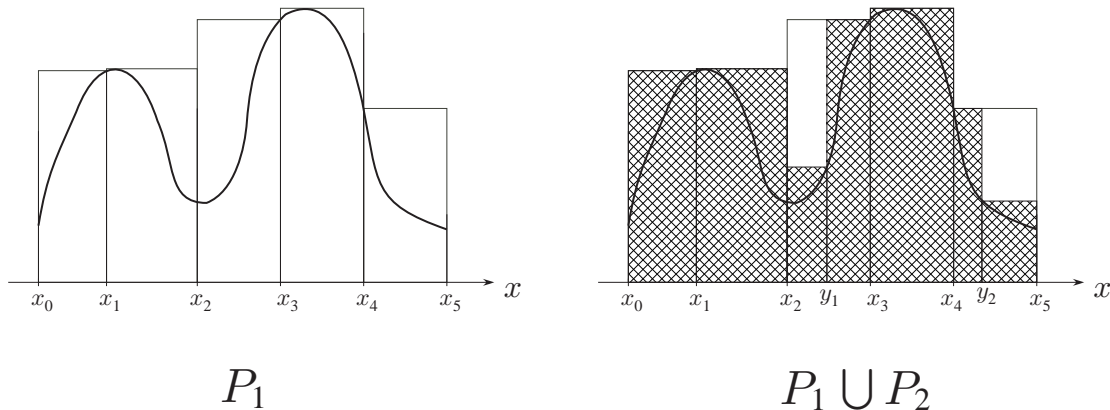 x₀ x₁ x₂ x₃ x₄ x₅ x
x₀ x₁ x₂ y₁ x₃ x₄ y₂ x₅ x
P₁
P₁ ⋃ P₂